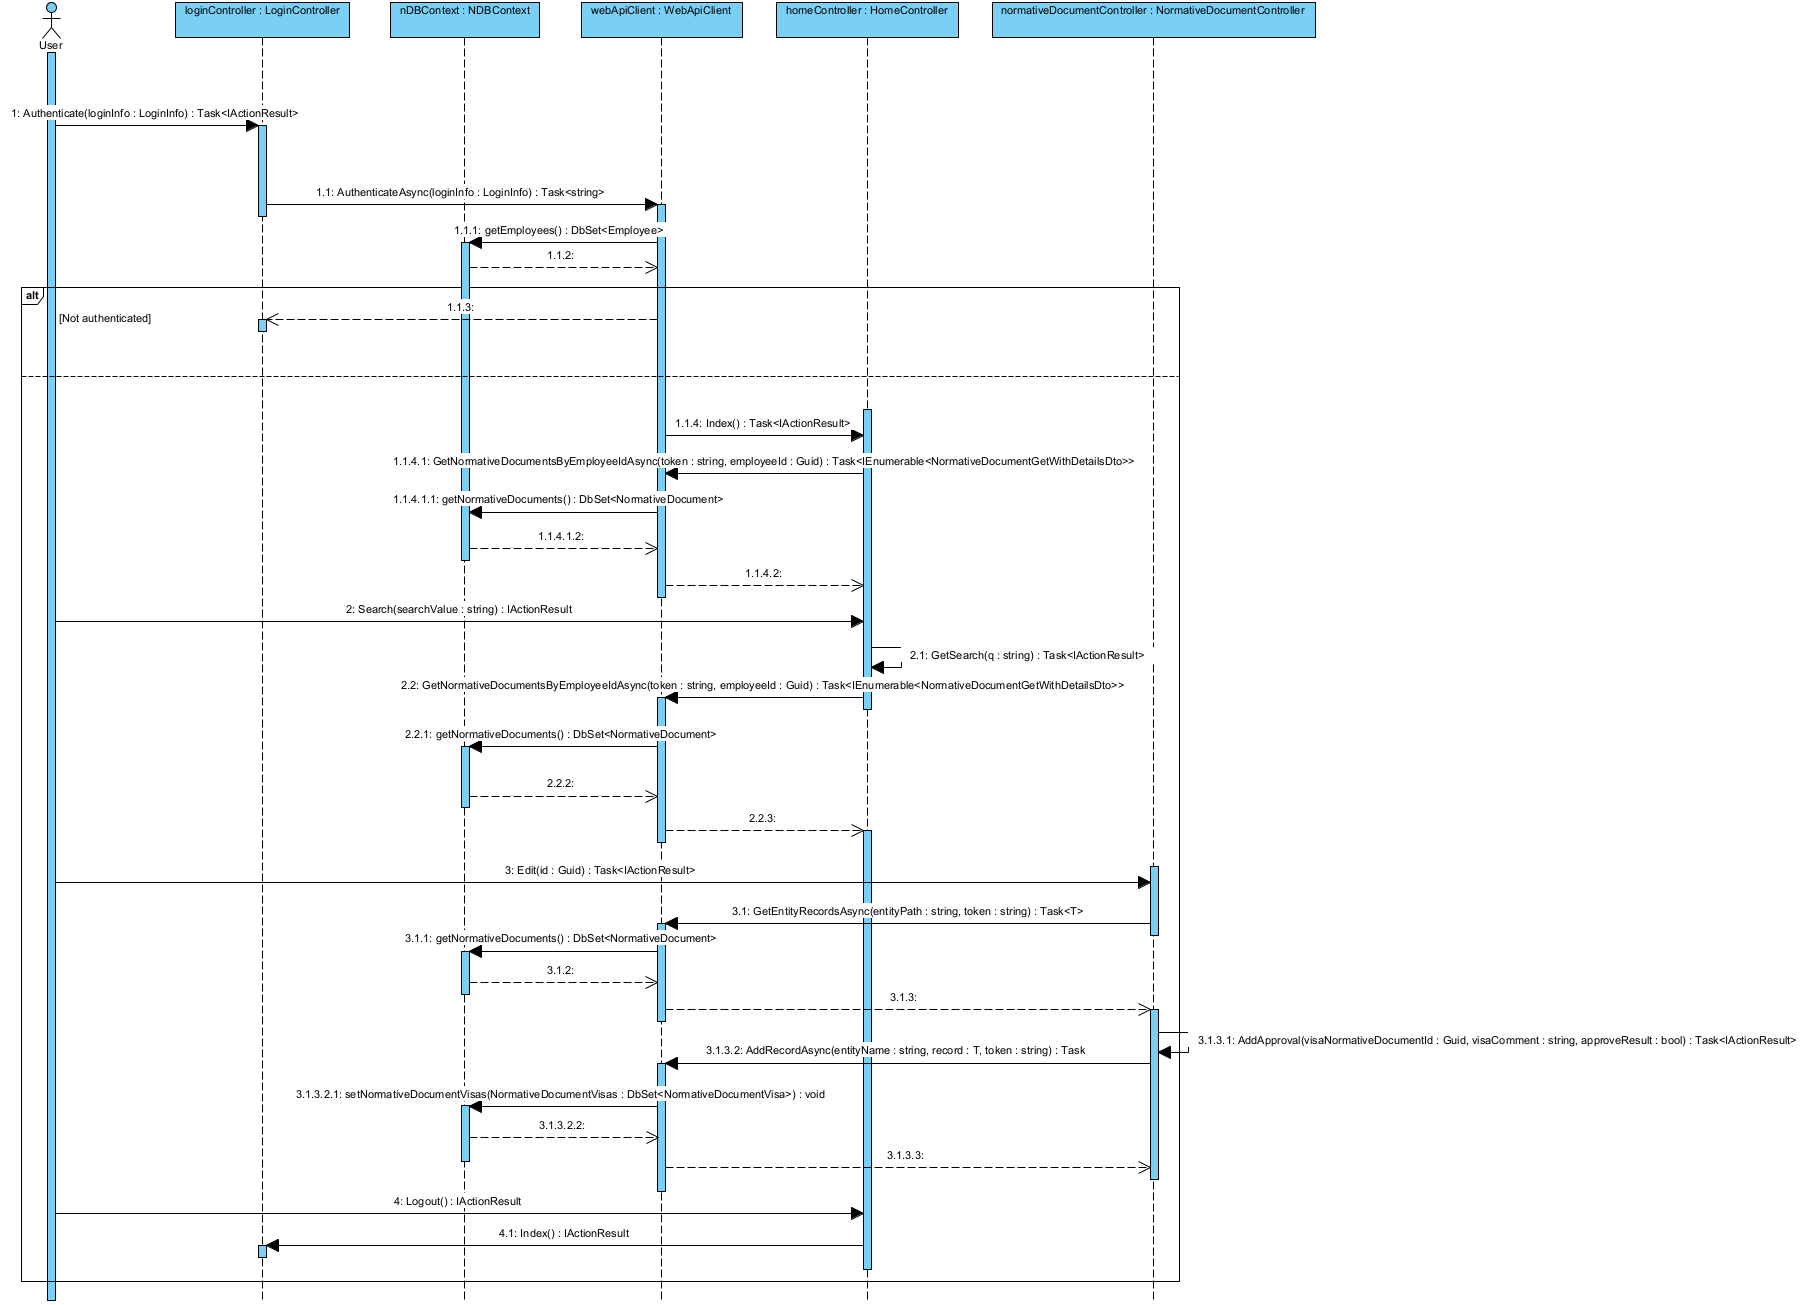 loginController : LoginController
nDBContext : NDBContext
webApiClient : WebApiClient
homeController : HomeController
normativeDocumentController : NormativeDocumentController
User
1: Authenticate(loginInfo : LoginInfo) : Task<IActionResult>
1.1: AuthenticateAsync(loginInfo : LoginInfo) : Task<string>
1.1.1: getEmployees() : DbSet<Employee>
1.1.2:
alt
1.1.3:
[Not authenticated]
1.1.4: Index() : Task<IActionResult>
1.1.4.1: GetNormativeDocumentsByEmployeeIdAsync(token : string, employeeId : Guid) : Task<IEnumerable<NormativeDocumentGetWithDetailsDto>>
1.1.4.1.1: getNormativeDocuments() : DbSet<NormativeDocument>
1.1.4.1.2:
1.1.4.2:
2: Search(searchValue : string) : IActionResult
2.1: GetSearch(q : string) : Task<IActionResult>
2.2: GetNormativeDocumentsByEmployeeIdAsync(token : string, employeeId : Guid) : Task<IEnumerable<NormativeDocumentGetWithDetailsDto>>
2.2.1: getNormativeDocuments() : DbSet<NormativeDocument>
2.2.2:
2.2.3:
3: Edit(id : Guid) : Task<IActionResult>
3.1: GetEntityRecordsAsync(entityPath : string, token : string) : Task<T>
3.1.1: getNormativeDocuments() : DbSet<NormativeDocument>
3.1.2:
3.1.3:
3.1.3.1: AddApproval(visaNormativeDocumentId : Guid, visaComment : string, approveResult : bool) : Task<IActionResult>
3.1.3.2: AddRecordAsync(entityName : string, record : T, token : string) : Task
3.1.3.2.1: setNormativeDocumentVisas(NormativeDocumentVisas : DbSet<NormativeDocumentVisa>) : void
3.1.3.2.2:
3.1.3.3:
4: Logout() : IActionResult
4.1: Index() : IActionResult